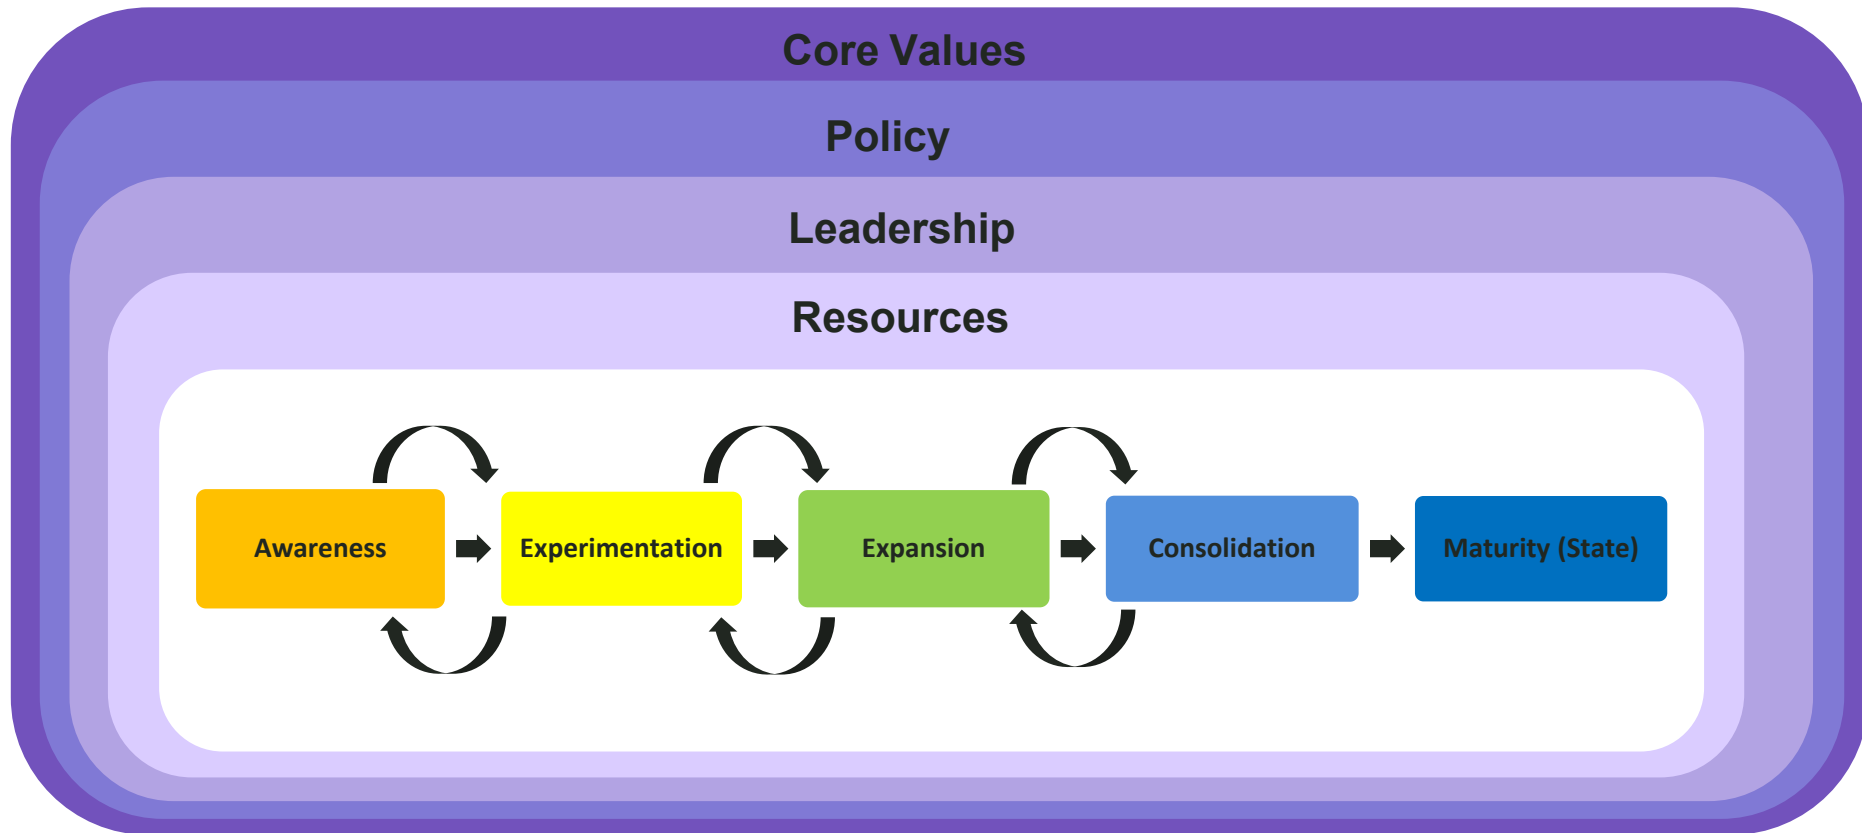 Core Values
Policy
Leadership
Resources
Awareness
Experimentation
Expansion
Consolidation
Maturity (State)